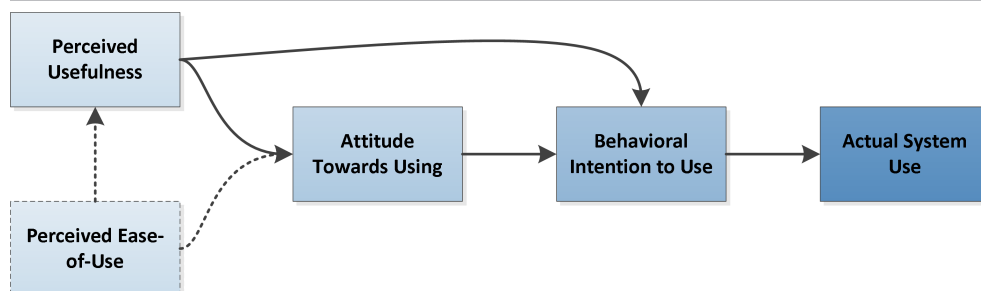 Perceived
Usefulness
Attitude
Towards Using
Behavioral
Intention to Use
Actual System
Use
Perceived Ease-
of-Use